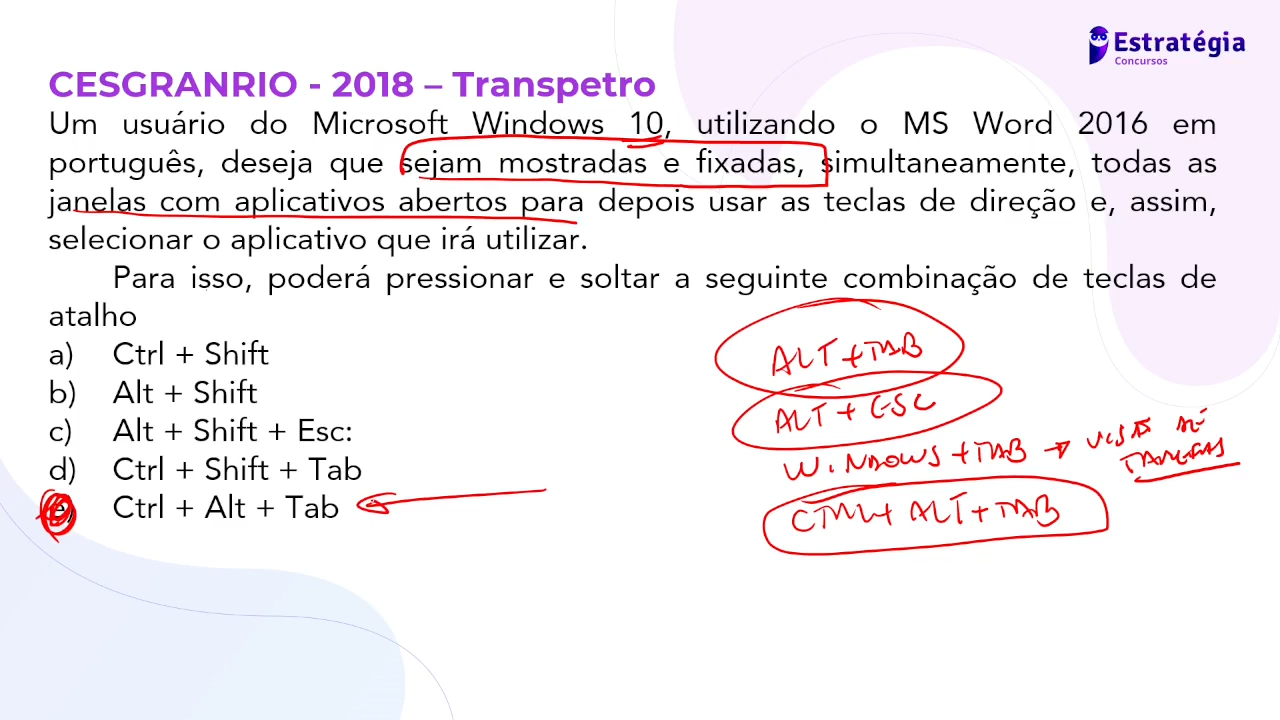 Estratégia
Concursos
CESGRANRIO - 2018 – Transpetro
Um usuário do Microsoft Windows 10, utilizando o MS Word 2016 em
português, deseja que sejam mostradas e fixadas, simultaneamente, todas as
janelas com aplicativos abertos para depois usar as teclas de direção e, assim,
selecionar o aplicativo que irá utilizar.
Para isso, poderá pressionar e soltar a seguinte combinação de teclas de
atalho
a) Ctrl + Shift
b) Alt + Shift
c) Alt + Shift + Esc:
d) Ctrl + Shift + Tab
e) Ctrl + Alt + Tab
ALT + TAB
ALT + ESC
WINDOWS + TAB → VISÃO DE
TAREFAS
CTRL + ALT + TAB